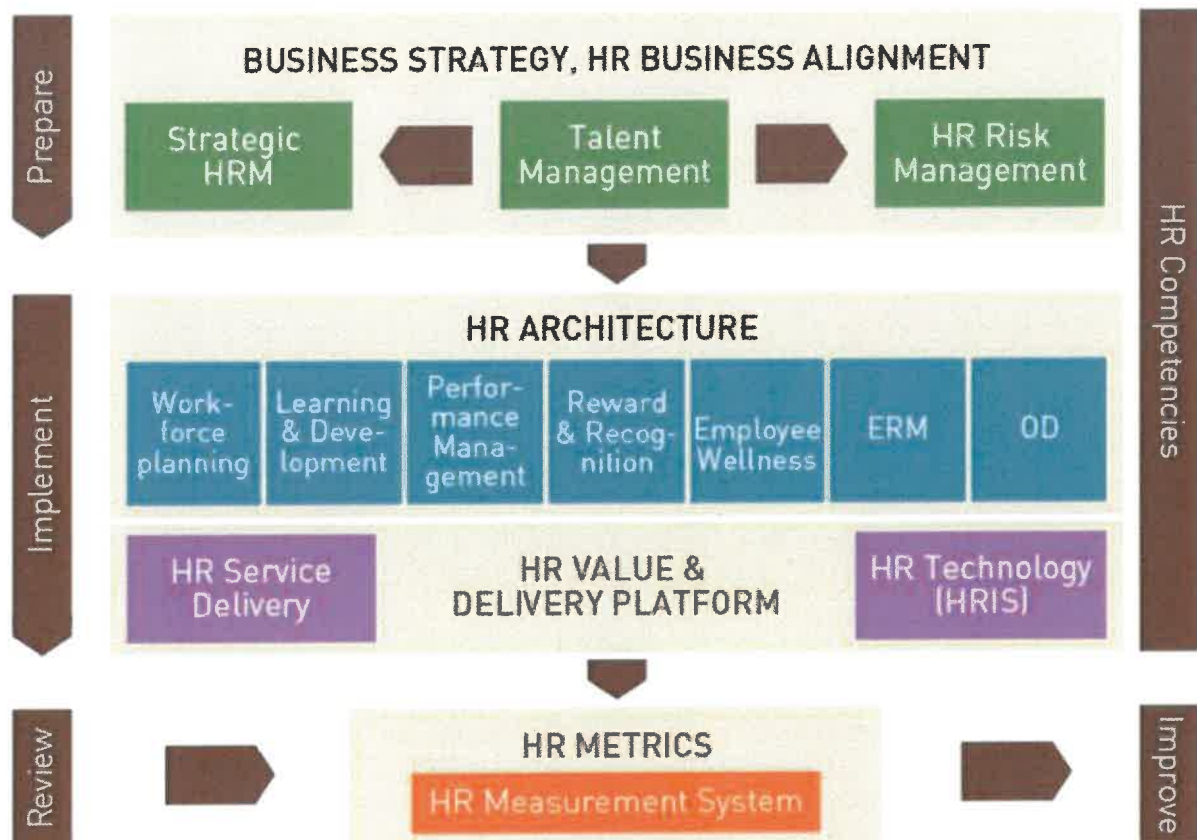 Prepare
BUSINESS STRATEGY, HR BUSINESS ALIGNMENT
Strategic
HRM
Talent
Management
HR Risk
Management
HR Competencies
Implement
HR ARCHITECTURE
Work-
force
planning
Learning
& Deve-
lopment
Perfor-
mance
Mana-
gement
Reward
& Recog-
nition
Employee
Wellness
ERM
OD
HR Service
Delivery
HR VALUE &
DELIVERY PLATFORM
HR Technology
(HRIS)
Review
HR METRICS
HR Measurement System
Improve